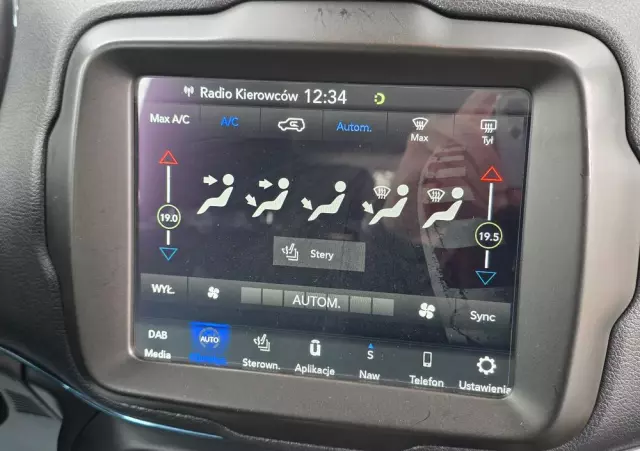 Radio Kierowców 12:34
Max A/C A/C Autom. Max Tył
19.0 19.5
Stery
WYŁ. AUTOM. Sync
DAB AUTO S
Media Sterown. Aplikacje Naw Telefon Ustawienia